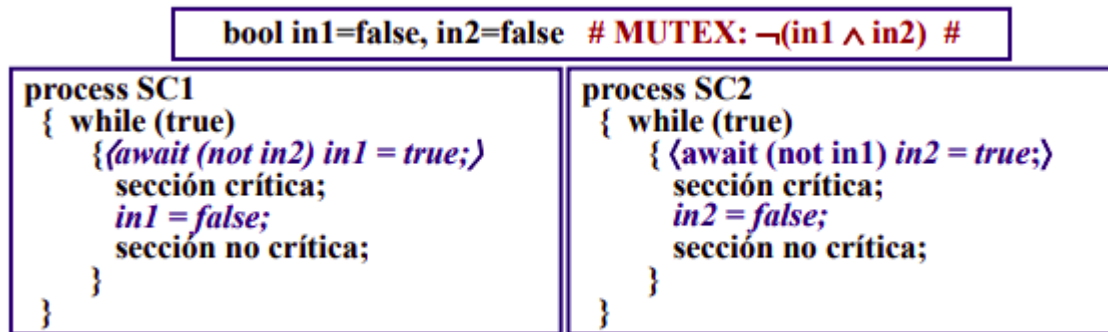 bool in1=false, in2=false # MUTEX: ¬(in1 ∧ in2) #
process SC1
{ while (true)
{⟨await (not in2) in1 = true;⟩
sección crítica;
in1 = false;
sección no crítica;
}
}
process SC2
{ while (true)
{ ⟨await (not in1) in2 = true;⟩
sección crítica;
in2 = false;
sección no crítica;
}
}